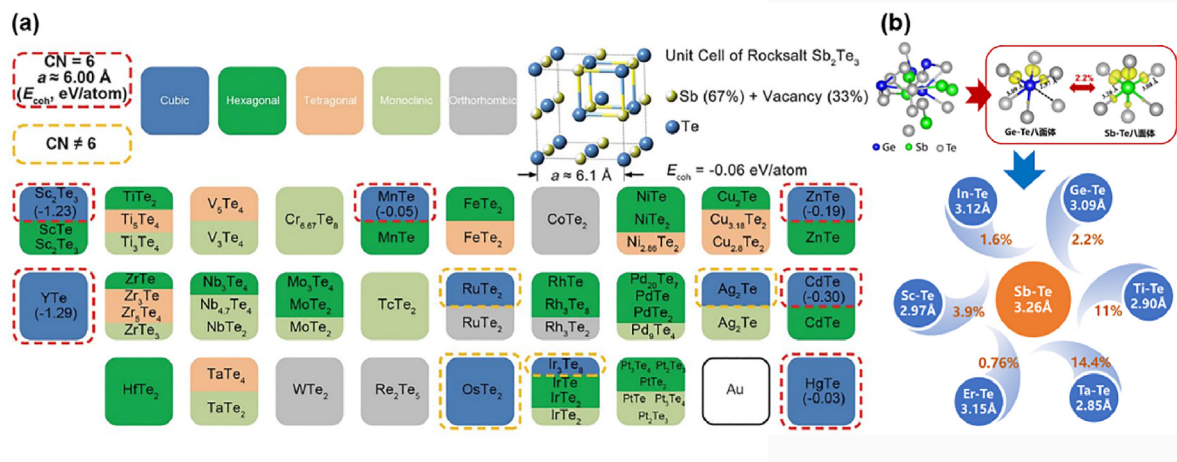 (a)
CN = 6
a ≈ 6.00 Å
(E_coh, eV/atom)
CN ≠ 6
Cubic
Hexagonal
Tetragonal
Monoclinic
Orthorhombic
a ≈ 6.1 Å
Unit Cell of Rocksalt Sb₂Te₃
Sb (67%) + Vacancy (33%)
Te
E_coh = -0.06 eV/atom
Sc₂Te₃
(-1.23)
ScTe
Sc₂Te₃
TiTe₂
Ti₅Te₄
Ti₃Te₄
V₅Te₄
V₃Te₄
Cr₆.₆₇Te₈
MnTe
(-0.05)
MnTe
FeTe₂
FeTe₂
CoTe₂
NiTe
NiTe₂
Ni₂.₈₆Te₂
Cu₂Te
Cu₃.₁₈Te₂
Cu₂.₈Te₂
ZnTe
(-0.19)
ZnTe
YTe
(-1.29)
ZrTe
Zr₃Te
Zr₅Te₄
ZrTe₃
Nb₃Te₄
Nb₄.₇Te₄
NbTe₂
Mo₃Te₄
MoTe₂
MoTe₂
TcTe₂
RuTe₂
RuTe₂
RhTe
Rh₃Te₈
Rh₃Te₂
Pd₂₀Te₇
PdTe
PdTe₂
Pd₉Te₄
Ag₂Te
Ag₂Te
CdTe
(-0.30)
CdTe
HfTe₂
TaTe₄
TaTe₂
WTe₂
Re₂Te₅
OsTe₂
Ir₃Te₈
IrTe
IrTe₂
IrTe₂
PtTe₂
PtTe
Pt₂Te₃
Au
HgTe
(-0.03)
(b)
Ge
Sb
Te
2.2%
Ge-Te八面体
Sb-Te八面体
In-Te
3.12Å
1.6%
Ge-Te
3.09Å
2.2%
Sc-Te
2.97Å
3.9%
Sb-Te
3.26Å
Ti-Te
2.90Å
11%
Er-Te
3.15Å
0.76%
Ta-Te
2.85Å
14.4%